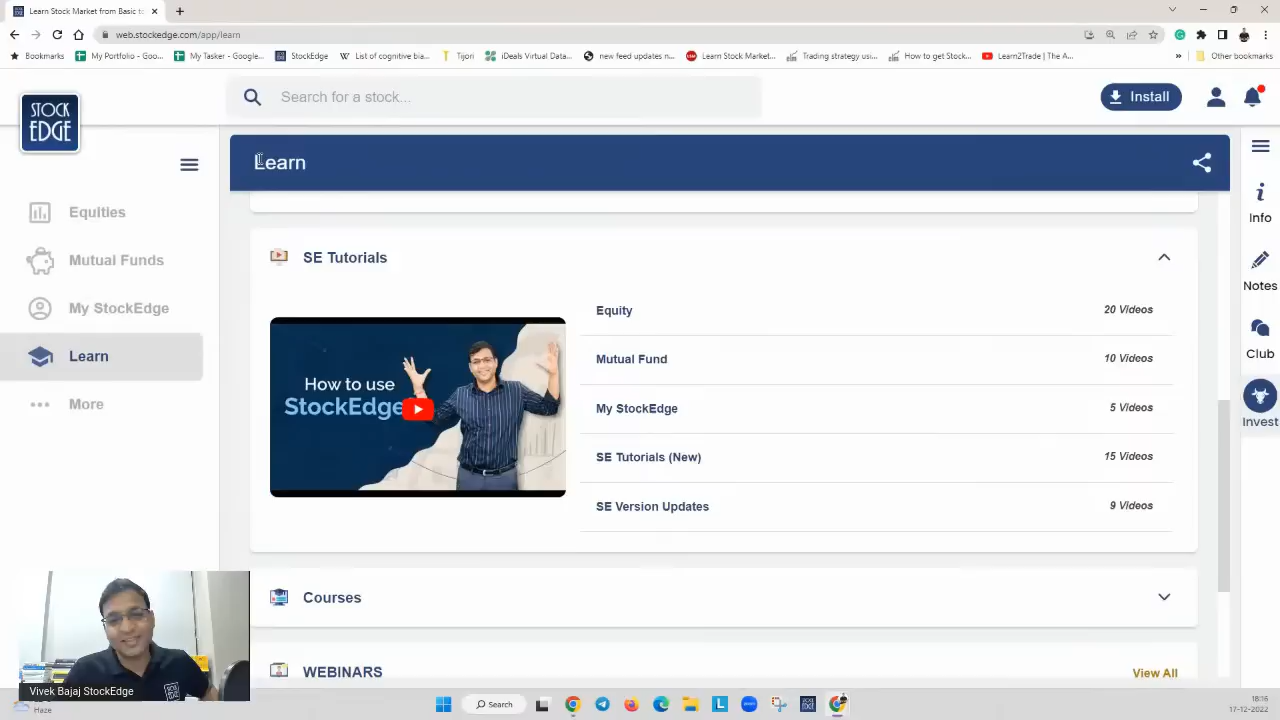 Learn Stock Market from Basic to
web.stockedge.com/app/learn
Bookmarks
My Portfolio - Goo...
My Tasker - Google...
StockEdge
List of cognitive bia...
Tijori
iDeals Virtual Data...
new feed updates n...
Learn Stock Market...
Trading strategy usi...
How to get Stock...
Learn2Trade | The A...
Other bookmarks
STOCK
EDGE
Search for a stock...
Install
Learn
Equities
Mutual Funds
My StockEdge
Learn
More
SE Tutorials
How to use
StockEdge
Equity
20 Videos
Mutual Fund
10 Videos
My StockEdge
5 Videos
SE Tutorials (New)
15 Videos
SE Version Updates
9 Videos
Courses
WEBINARS
View All
Info
Notes
Club
Invest
Vivek Bajaj StockEdge
Haze
Search
18:16
17-12-2022